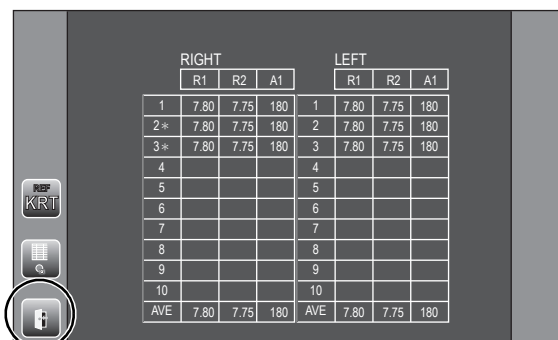 RIGHT LEFT
R1 R2 A1 R1 R2 A1
1 7.80 7.75 180 1 7.80 7.75 180
2* 7.80 7.75 180 2 7.80 7.75 180
3* 7.80 7.75 180 3 7.80 7.75 180
4 4
5 5
REF
KRT
6 6
7 7
8 8
9 9
10 10
AVE 7.80 7.75 180 AVE 7.80 7.75 180